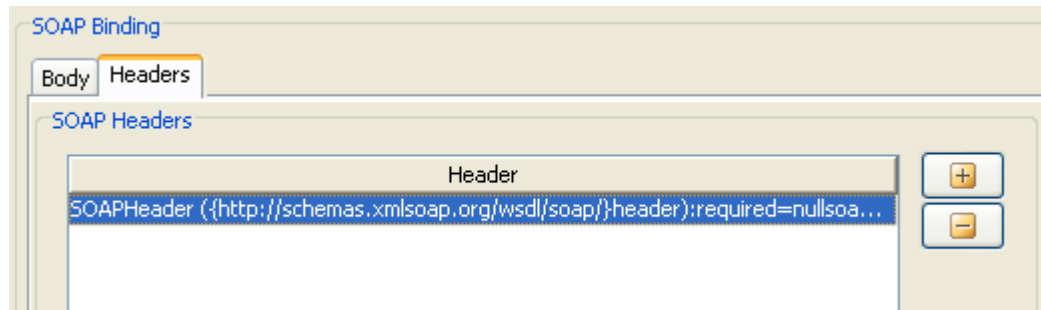 SOAP Binding
Body Headers
SOAP Headers
Header
SOAPHeader ({http://schemas.xmlsoap.org/wsdl/soap/}header):required=nullsoa...